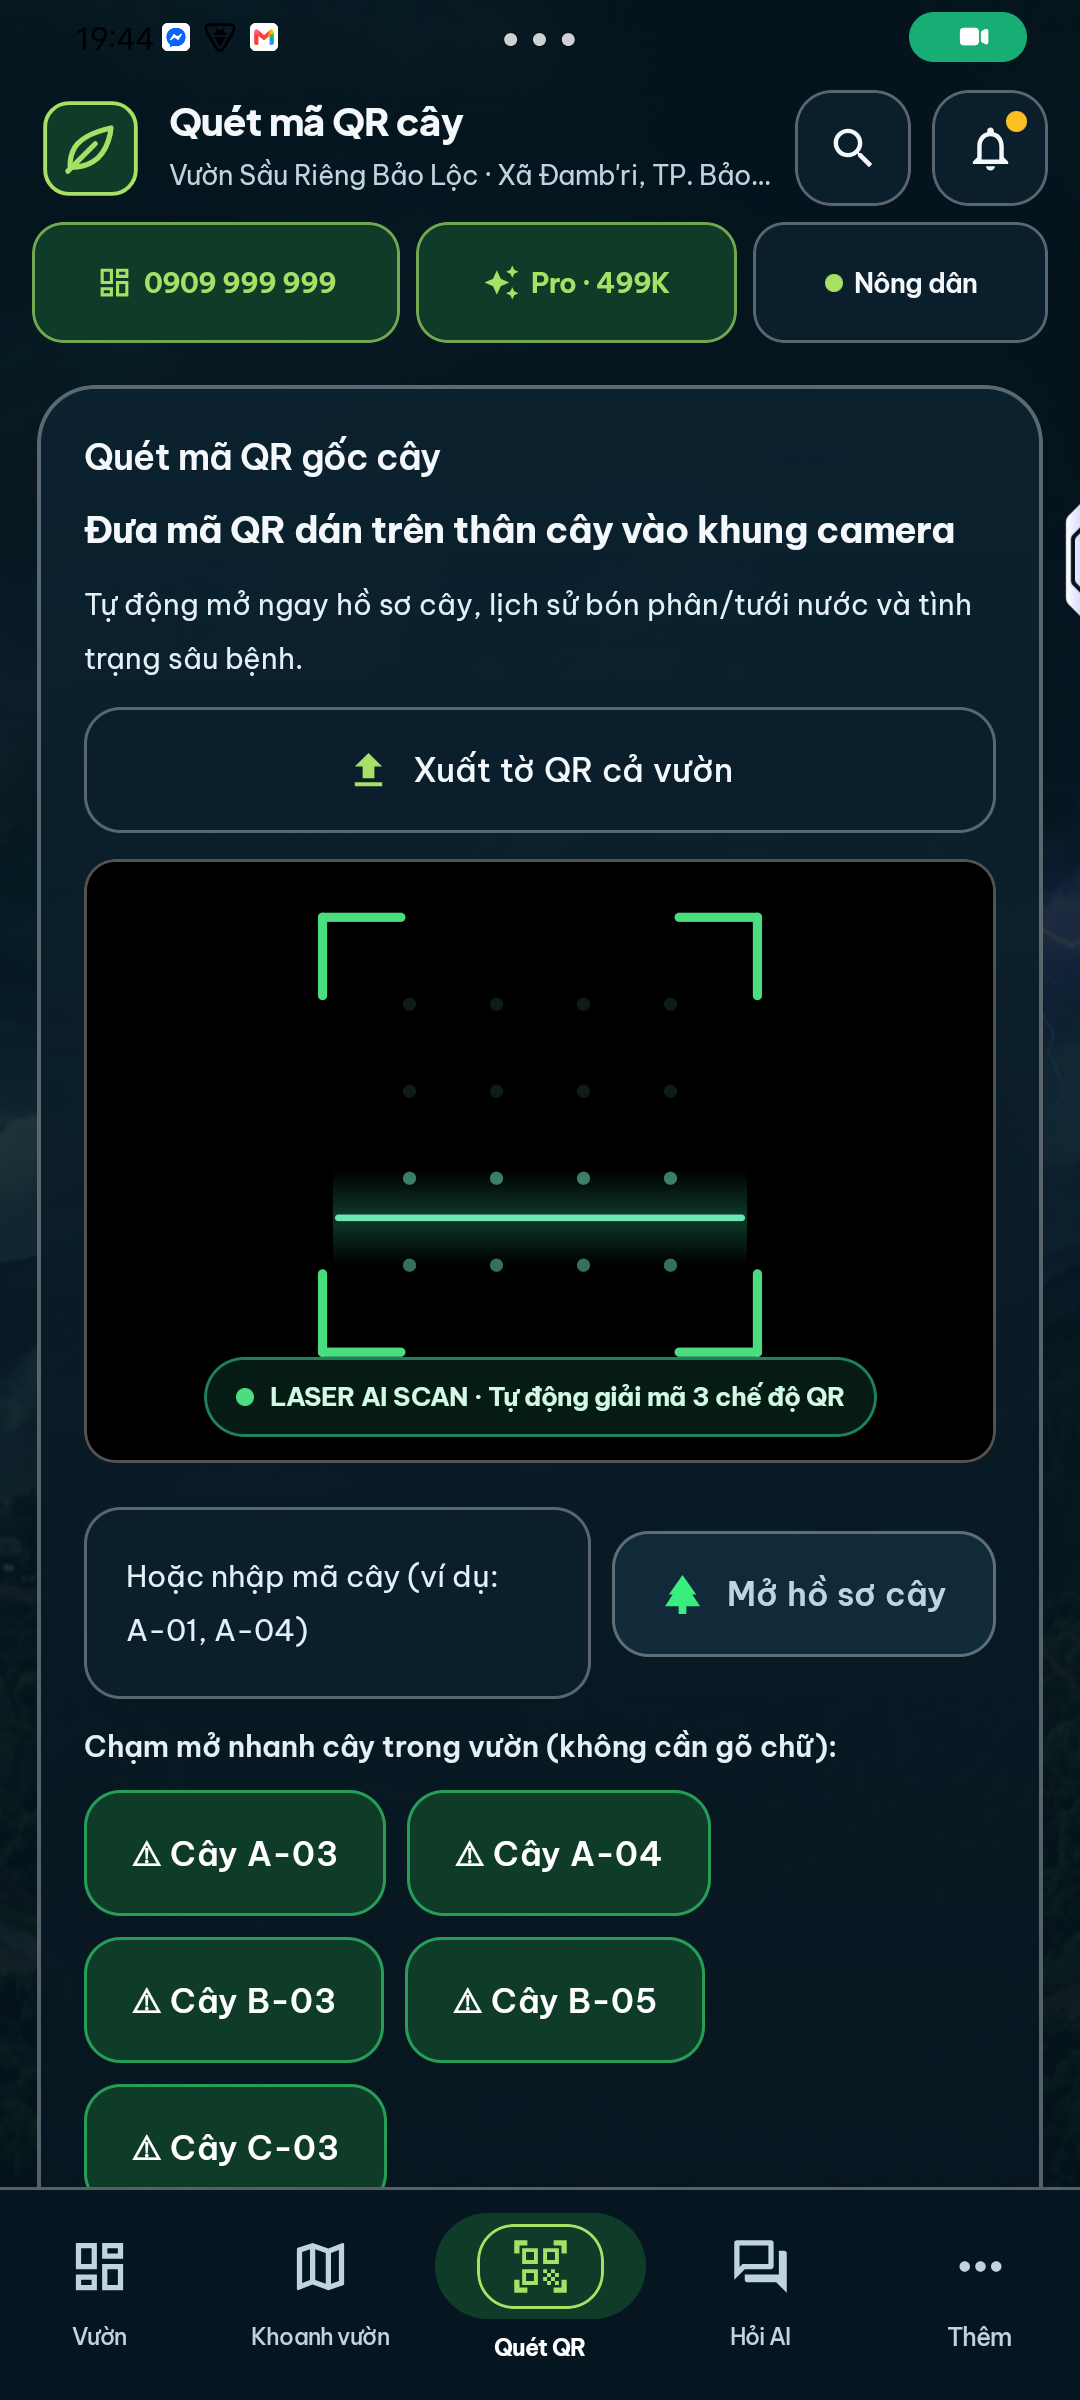 19:44
Quét mã QR cây
Vườn Sầu Riêng Bảo Lộc · Xã Đamb'ri, TP. Bảo...
0909 999 999
Pro · 499K
Nông dân
Quét mã QR gốc cây
Đưa mã QR dán trên thân cây vào khung camera
Tự động mở ngay hồ sơ cây, lịch sử bón phân/tưới nước và tình
trạng sâu bệnh.
Xuất tờ QR cả vườn
LASER AI SCAN · Tự động giải mã 3 chế độ QR
Hoặc nhập mã cây (ví dụ:
A-01, A-04)
Mở hồ sơ cây
Chạm mở nhanh cây trong vườn (không cần gõ chữ):
⚠ Cây A-03
⚠ Cây A-04
⚠ Cây B-03
⚠ Cây B-05
⚠ Cây C-03
Vườn
Khoanh vườn
Quét QR
Hỏi AI
Thêm